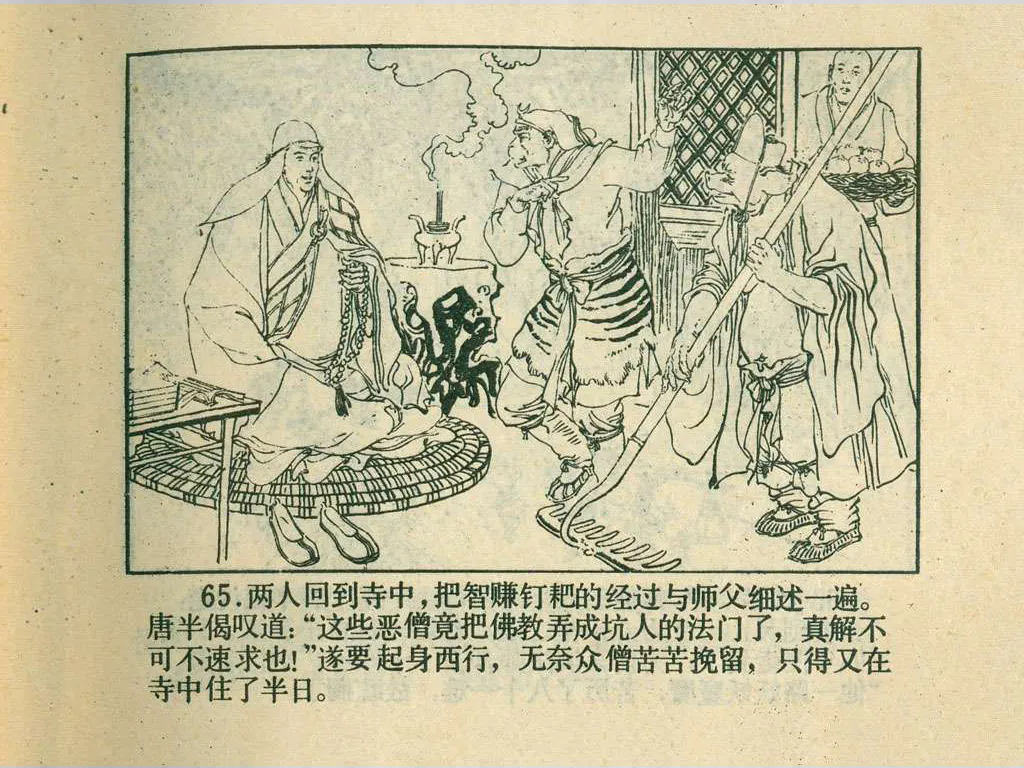 65.两人回到寺中，把智赚钉耙的经过与师父细述一遍。
唐半偈叹道：“这些恶僧竟把佛教弄成坑人的法门了，真解不
可不速求也！”遂要起身西行，无奈众僧苦苦挽留，只得又在
寺中住了半日。